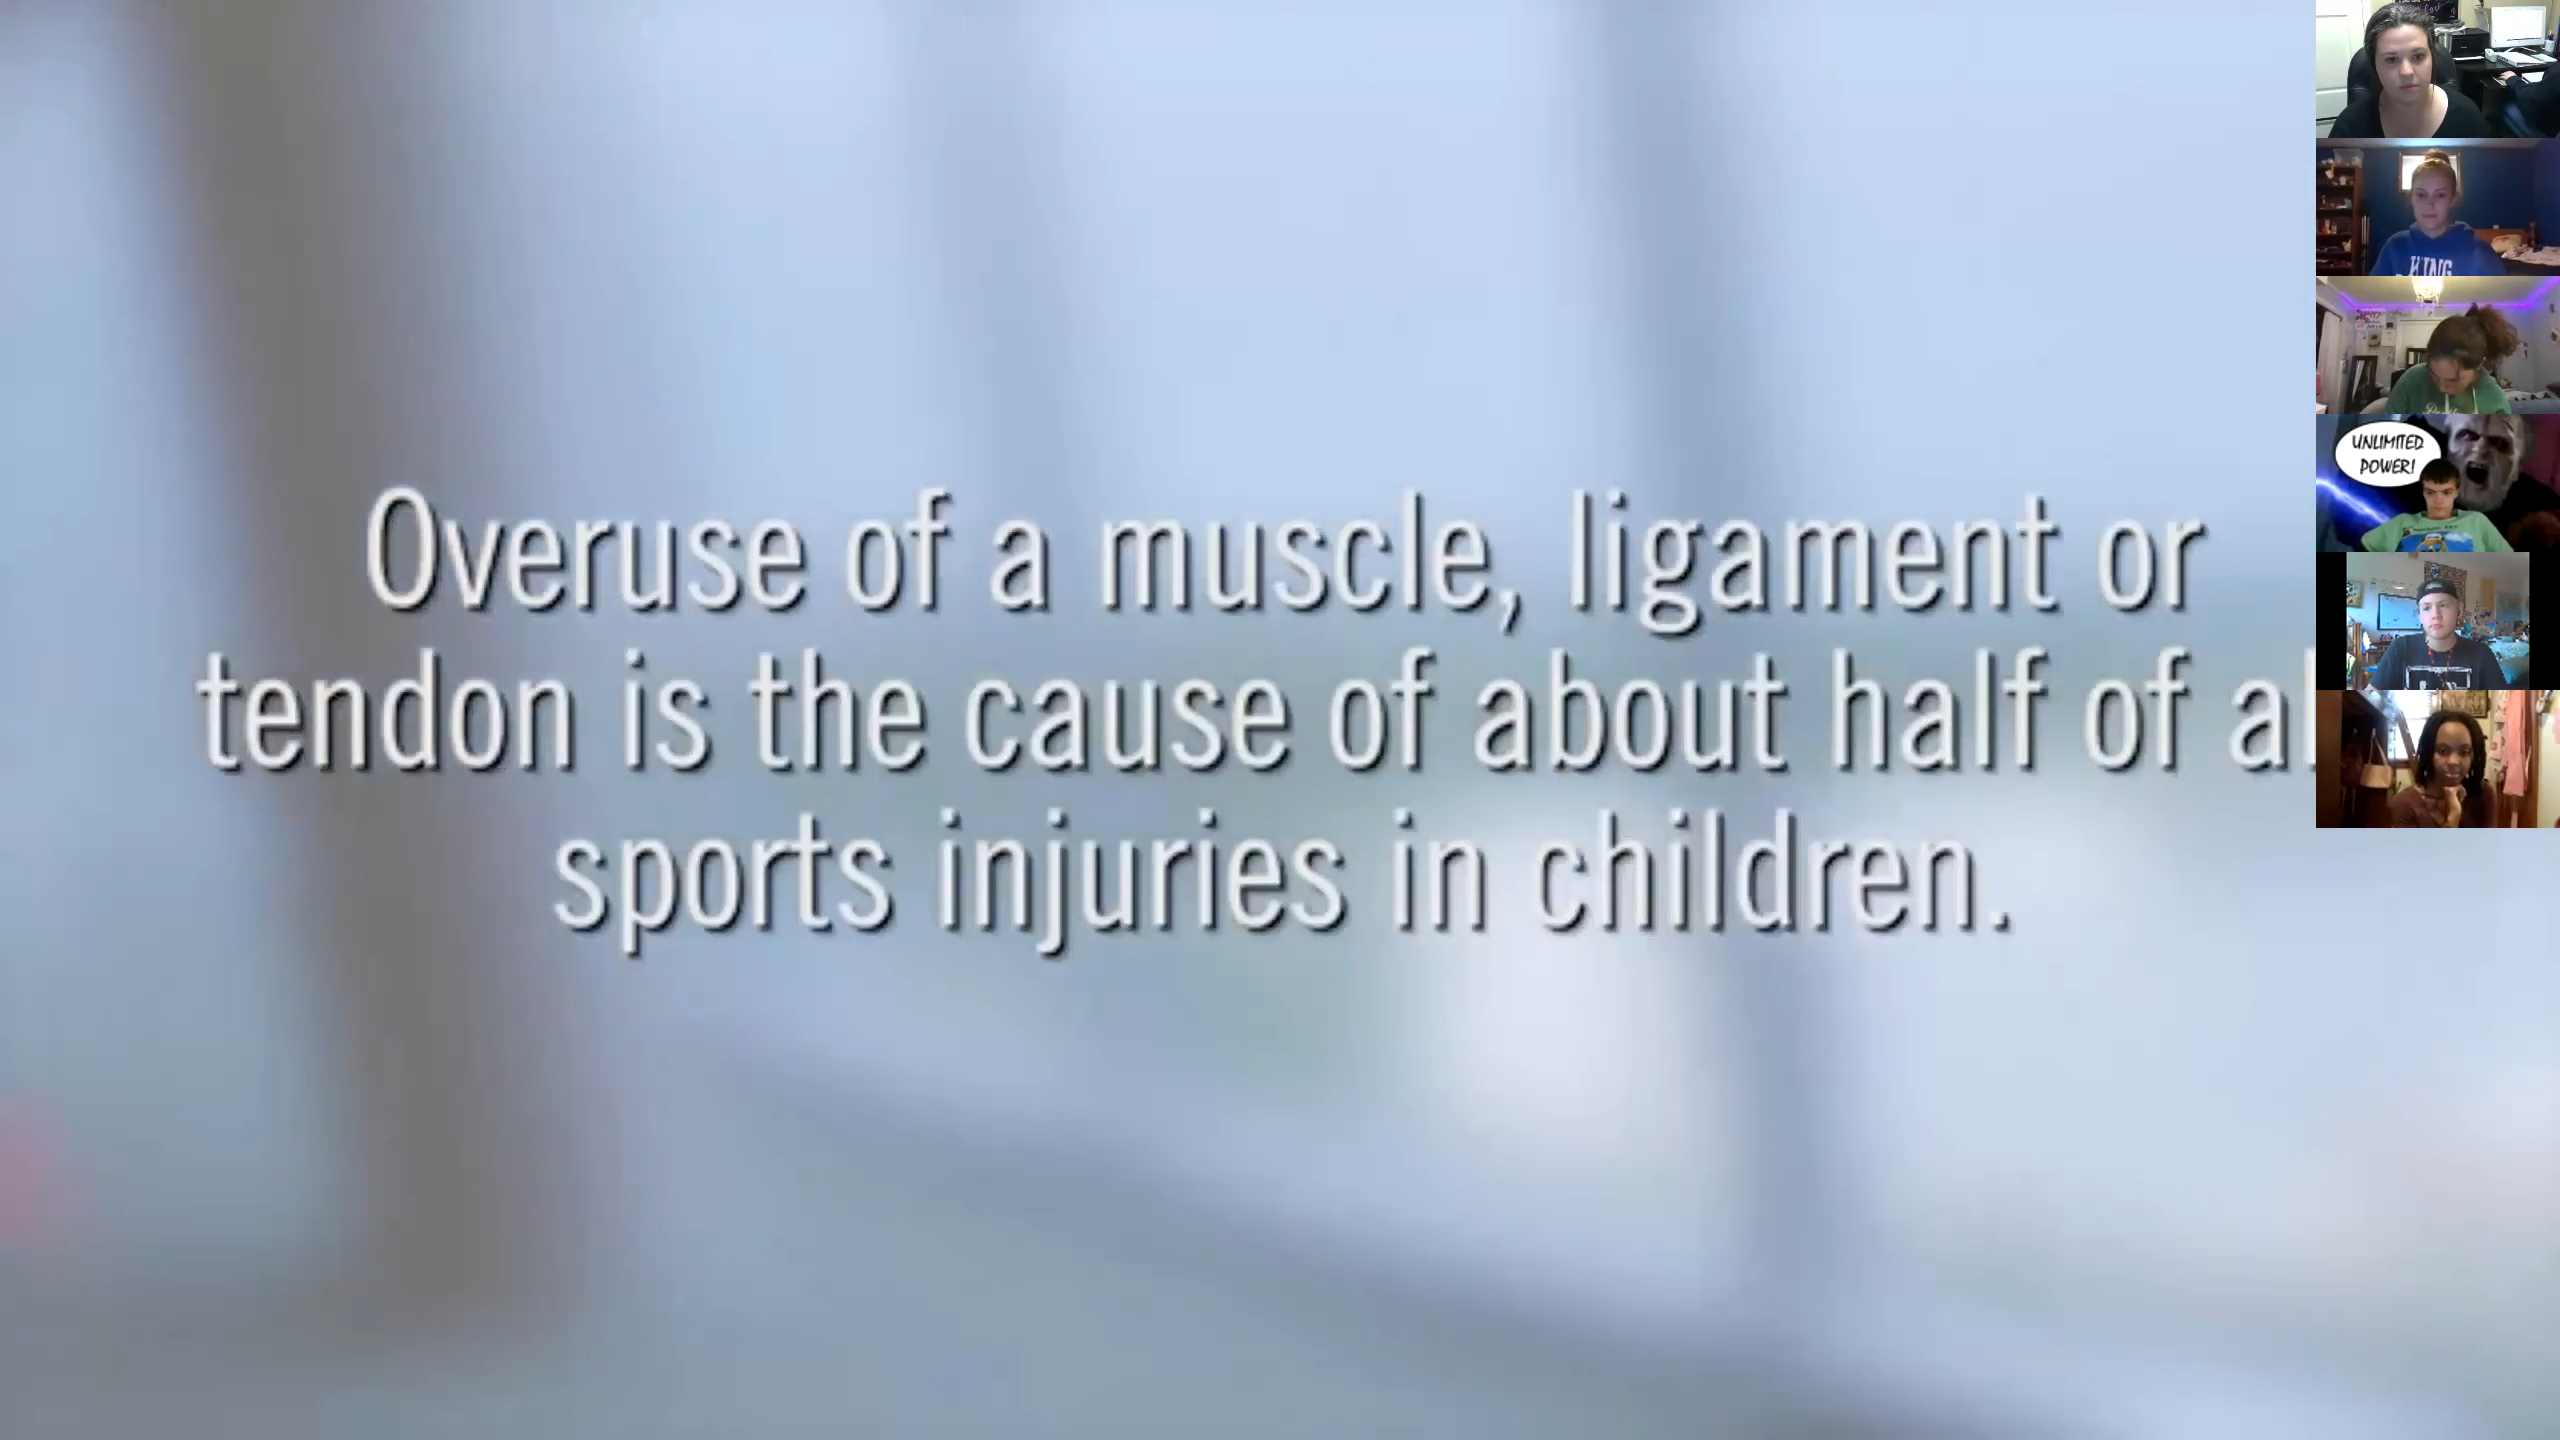 Overuse of a muscle, ligament or
tendon is the cause of about half of al
sports injuries in children.
UNLIMITED
POWER!
KING